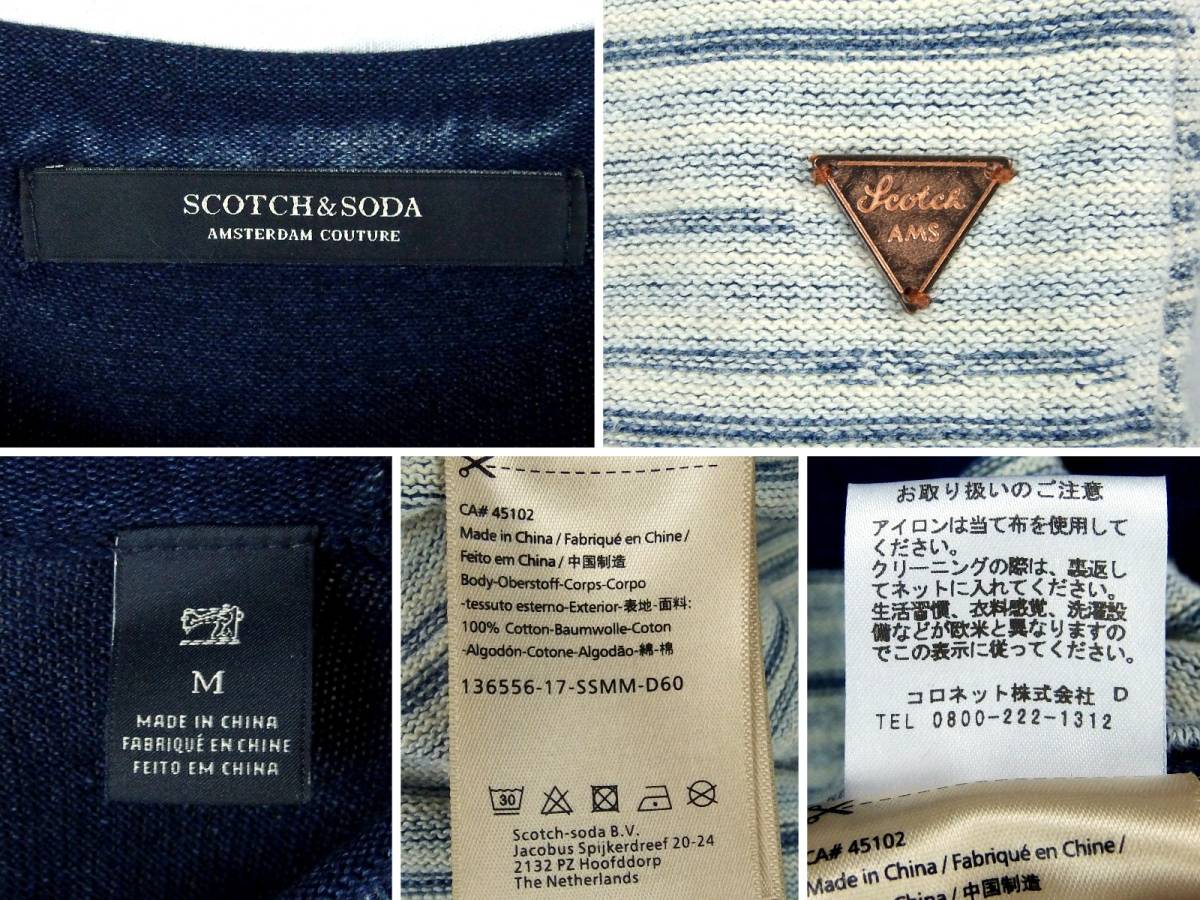 SCOTCH&SODA
AMSTERDAM COUTURE
Scotch
AMS
M
MADE IN CHINA
FABRIQUÉ EN CHINE
FEITO EM CHINA
CA# 45102
Made in China / Fabriqué en Chine /
Feito em China / 中国制造
Body-Oberstoff-Corps-Corpo
-tessuto esterno-Exterior-表地-面料:
100% Cotton-Baumwolle-Coton
-Algodón-Cotone-Algodão-綿-棉
136556-17-SSMM-D60
30
Scotch-soda B.V.
Jacobus Spijkerdreef 20-24
2132 PZ Hoofddorp
The Netherlands
お取り扱いのご注意
アイロンは当て布を使用して
ください。
クリーニングの際は、裏返し
てネットに入れてください。
生活習慣、衣料感覚、洗濯設
備などが欧米と異なりますの
でこの表示に従ってください。
コロネット株式会社 D
TEL 0800-222-1312
CA# 45102
Made in China / Fabriqué en Chine /
China / 中国制造